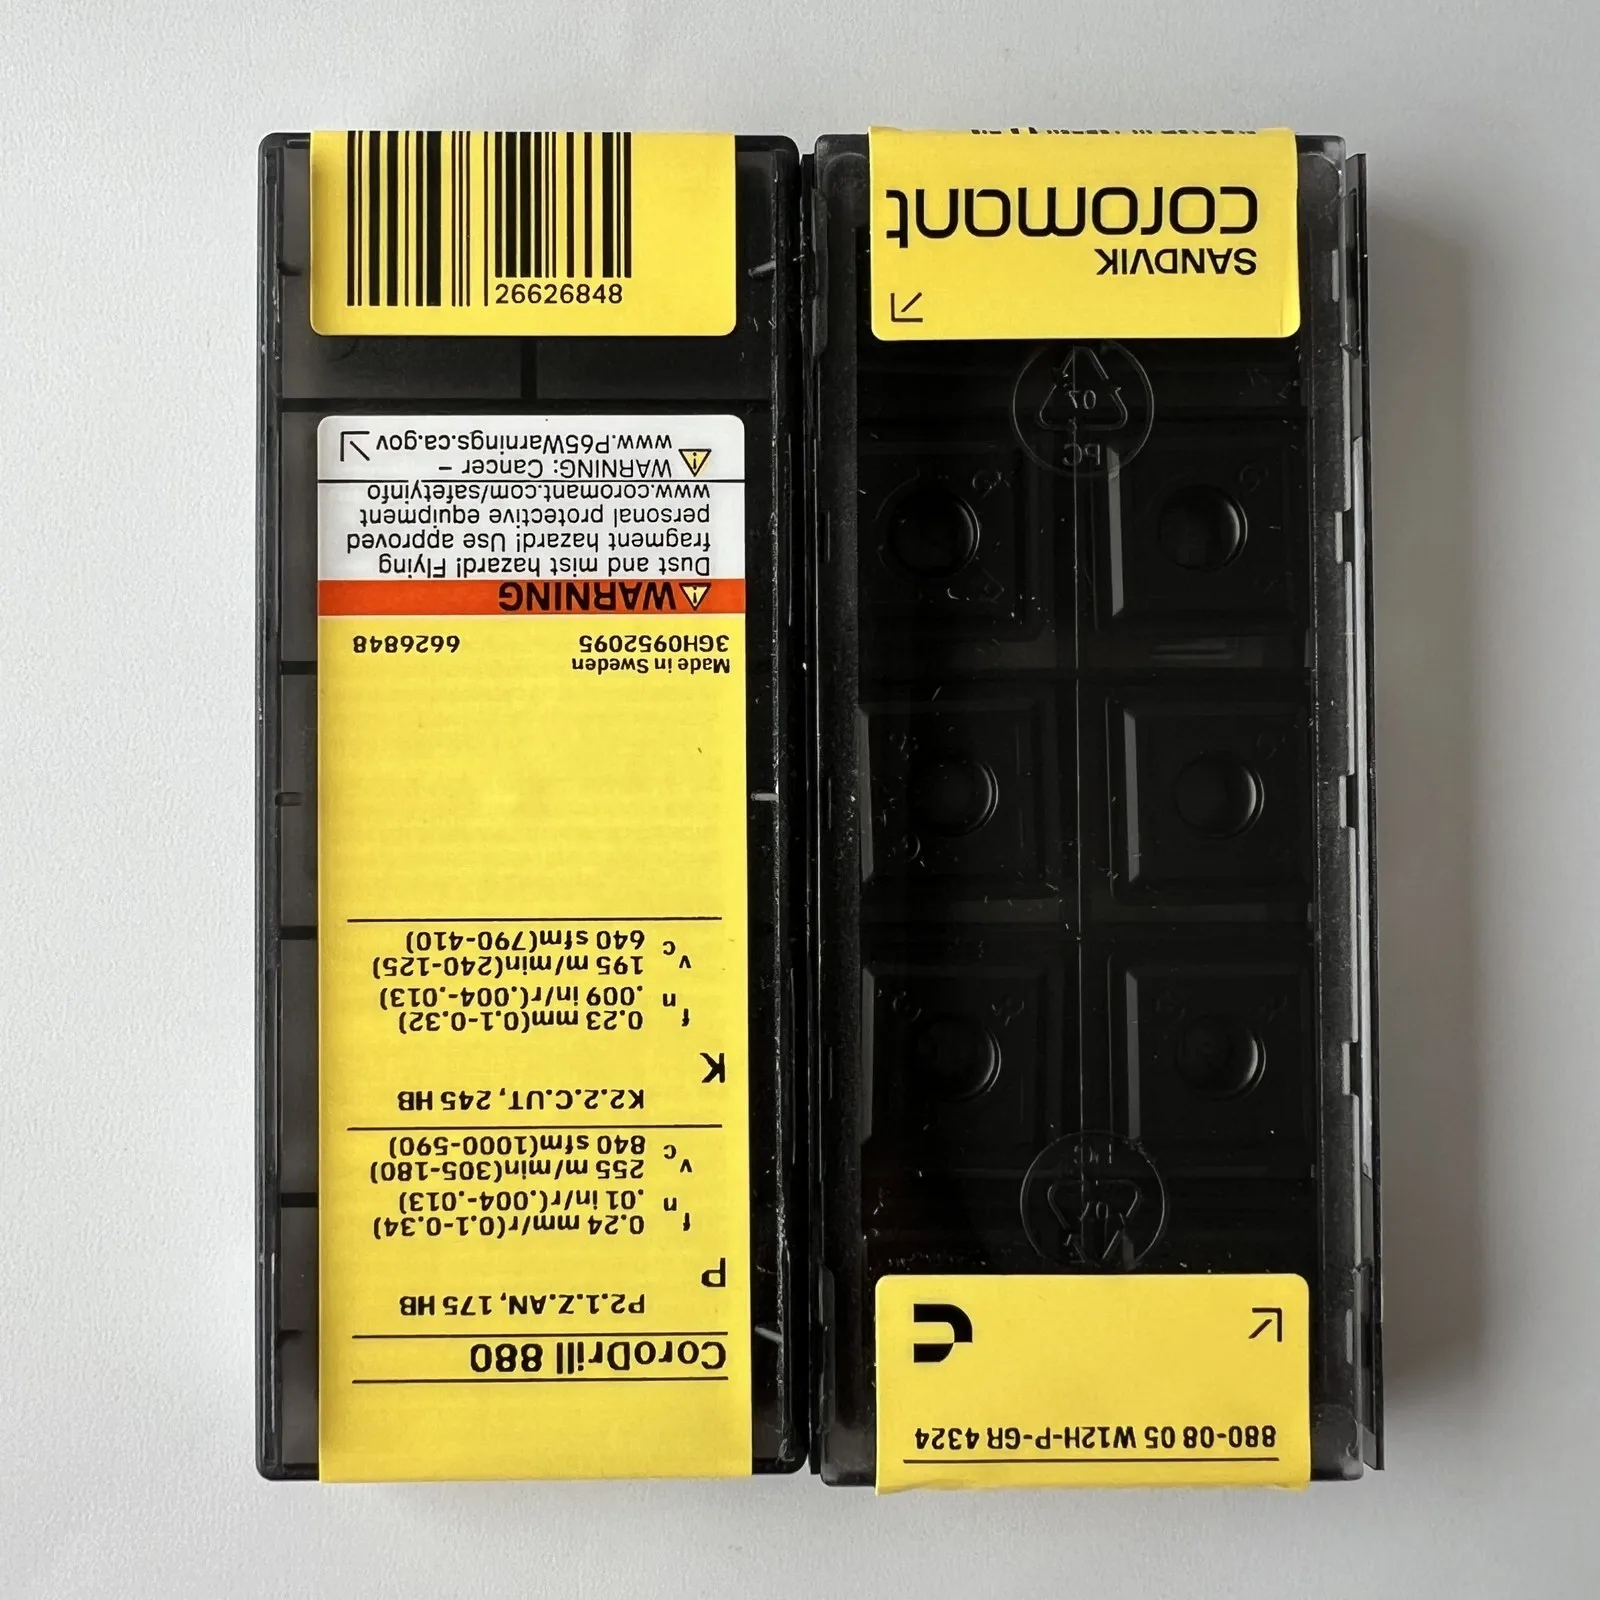 26626848
CoroDrill 880
P2.1.Z.AN, 175 HB
P
f n 0.24 mm/r(0.1-0.34)
.01 in/r(.004-.013)
v c 255 m/min(305-180)
840 sfm(1000-590)
K2.2.C.UT, 245 HB
K
f n 0.23 mm(0.1-0.32)
.009 in/r(.004-.013)
v c 195 m/min(240-125)
640 sfm(790-410)
Made in Sweden
3GH0952095 6626848
WARNING
Dust and mist hazard! Flying
fragment hazard! Use approved
personal protective equipment
www.coromant.com/safetyinfo
WARNING: Cancer –
www.P65Warnings.ca.gov
880-08 05 W12H-P-GR 4324
07
PC
07
PC
SANDVIK
coromant